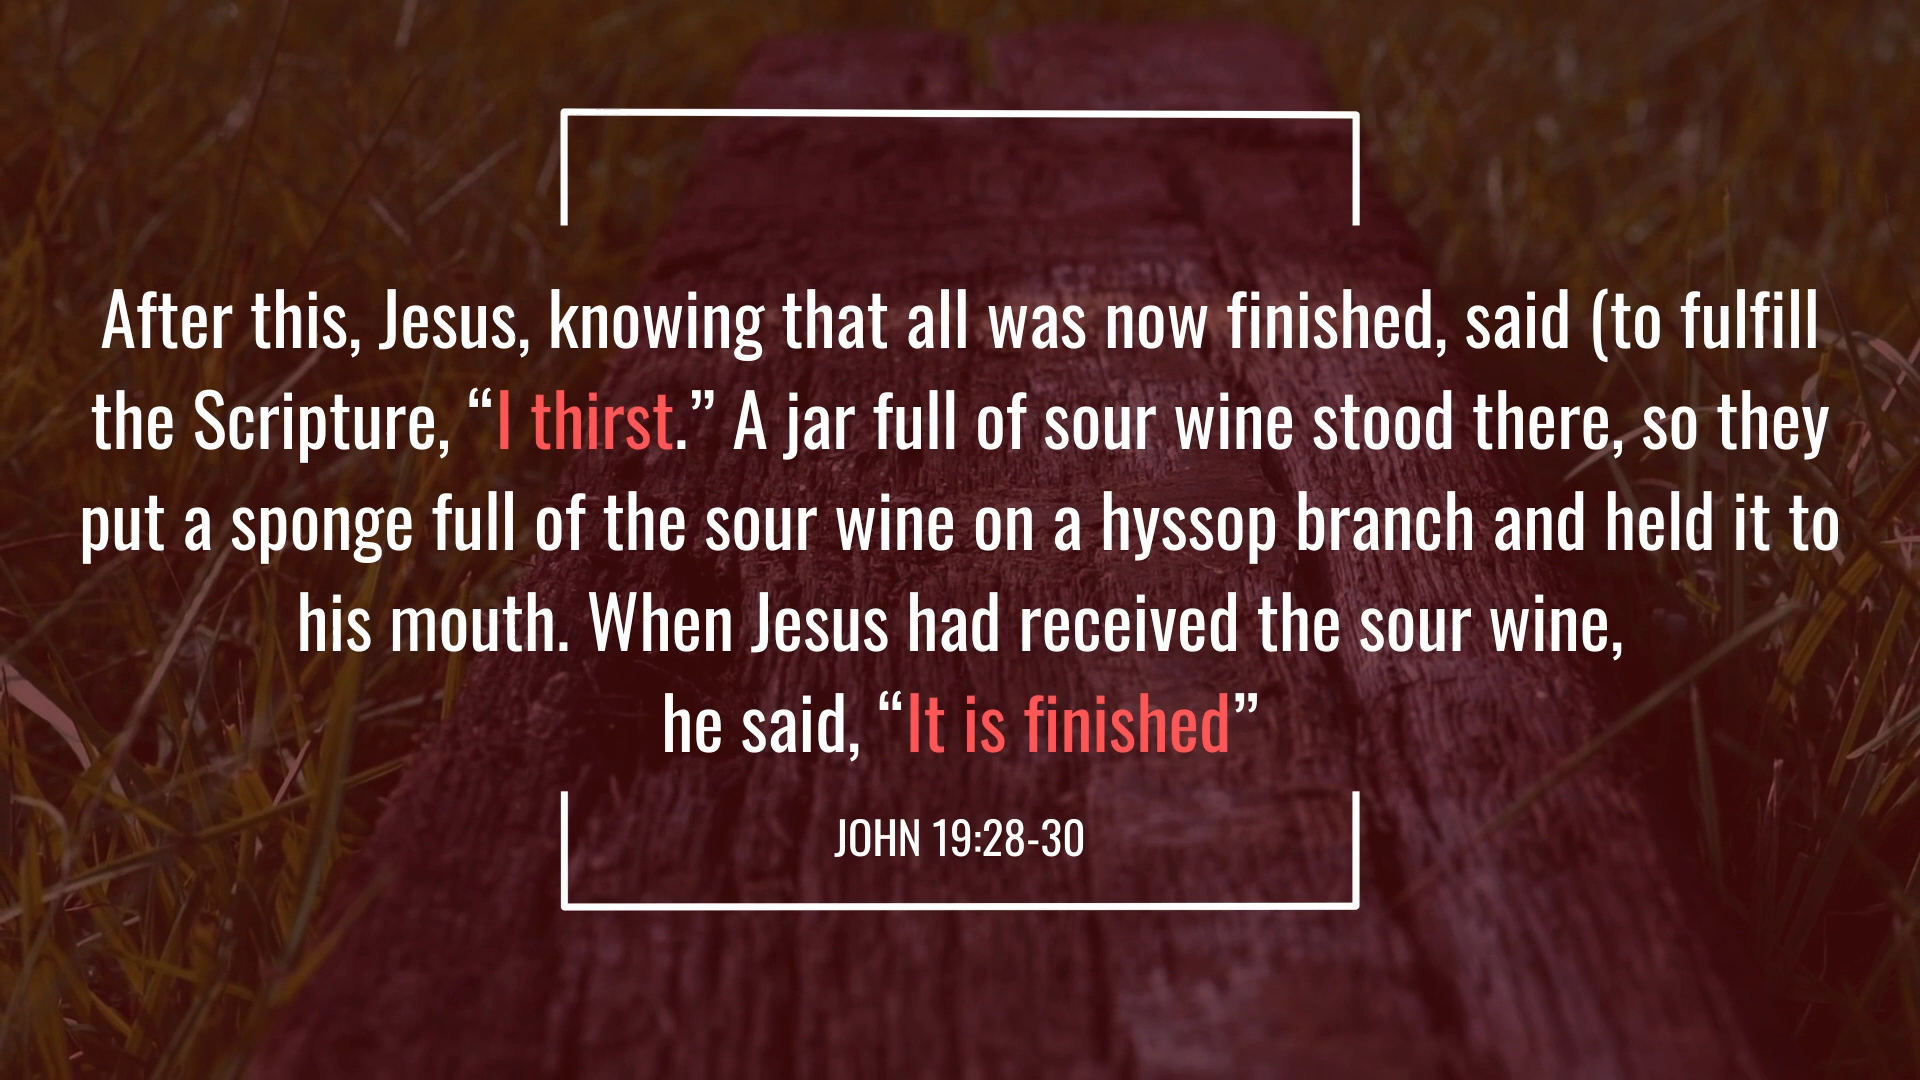 After this, Jesus, knowing that all was now finished, said (to fulfill
the Scripture, “I thirst.” A jar full of sour wine stood there, so they
put a sponge full of the sour wine on a hyssop branch and held it to
his mouth. When Jesus had received the sour wine,
he said, “It is finished”
JOHN 19:28-30